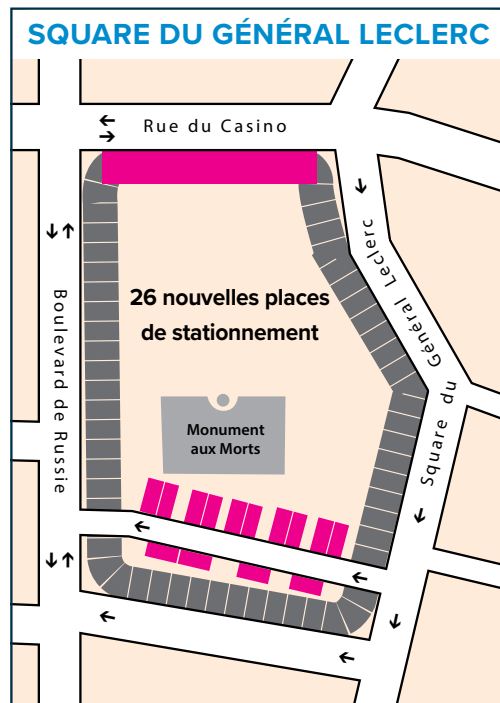 SQUARE DU GÉNÉRAL LECLERC
Rue du Casino
Square du Général Leclerc
Boulevard de Russie
26 nouvelles places
de stationnement
Monument
aux Morts